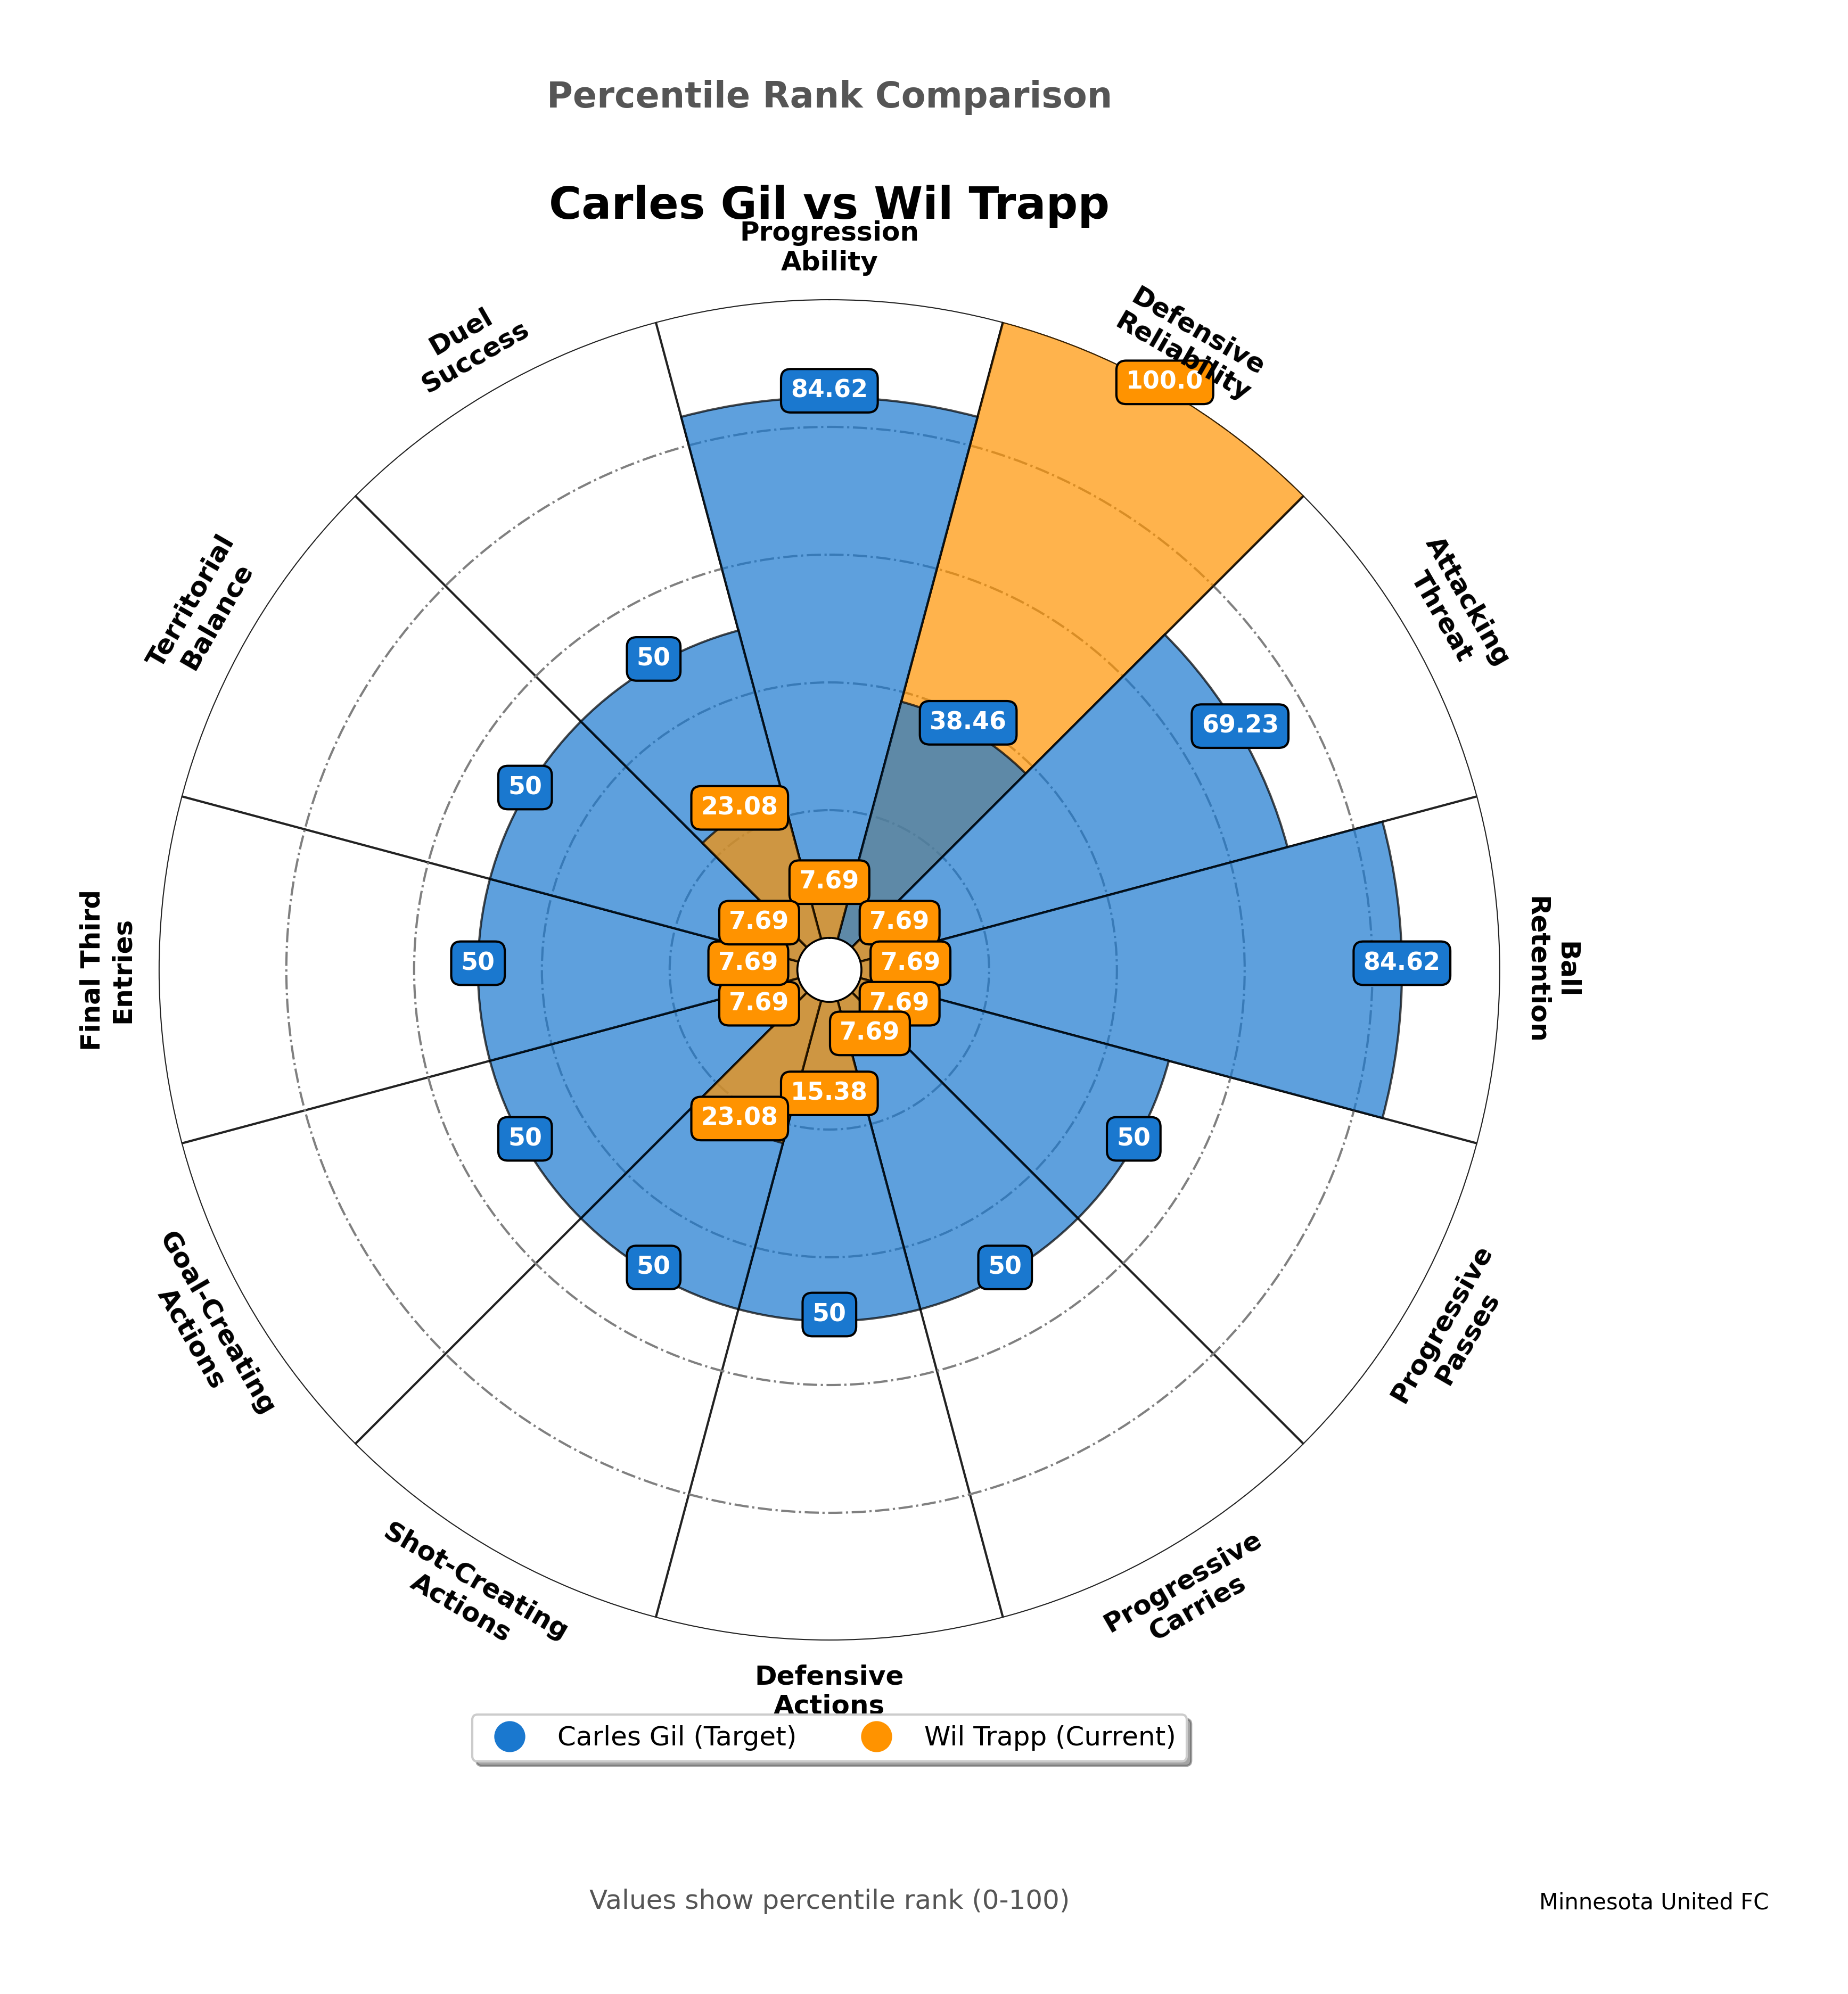 Percentile Rank Comparison
Carles Gil vs Wil Trapp
Progression
Ability
Defensive
Reliability
Duel
Success
100.0
84.62
Attacking
Threat
Territorial
Balance
50
38.46
69.23
50
23.08
7.69
7.69
7.69
Final Third
Entries
50
7.69
7.69
84.62
Ball
Retention
7.69
7.69
7.69
15.38
23.08
50
50
Goal-Creating
Actions
50
50
50
Progressive
Passes
Shot-Creating
Actions
Progressive
Carries
Defensive
Actions
Carles Gil (Target)
Wil Trapp (Current)
Values show percentile rank (0-100)
Minnesota United FC